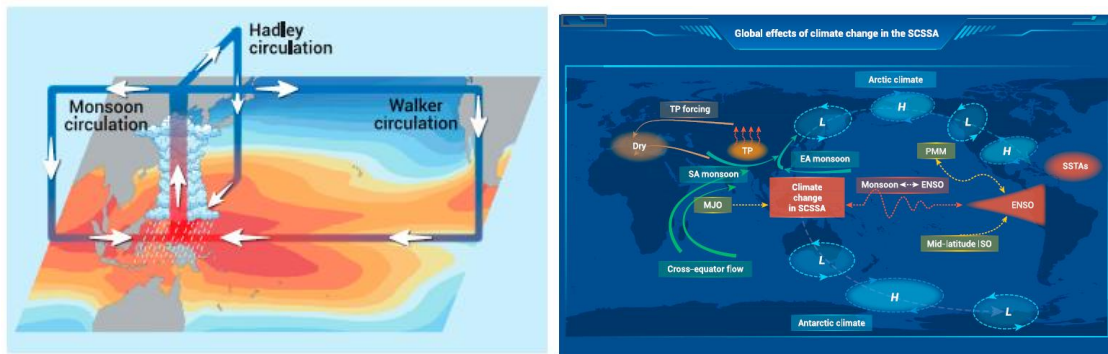 Hadley
circulation
Monsoon
circulation
Walker
circulation
Global effects of climate change in the SCSSA
Arctic climate
TP forcing
H
L
L
Dry
TP
EA monsoon
PMM
H
SA monsoon
SSTAs
Climate
change
in SCSSA
Monsoon
ENSO
MJO
ENSO
Mid-latitude ISO
L
Cross-equator flow
H
L
Antarctic climate